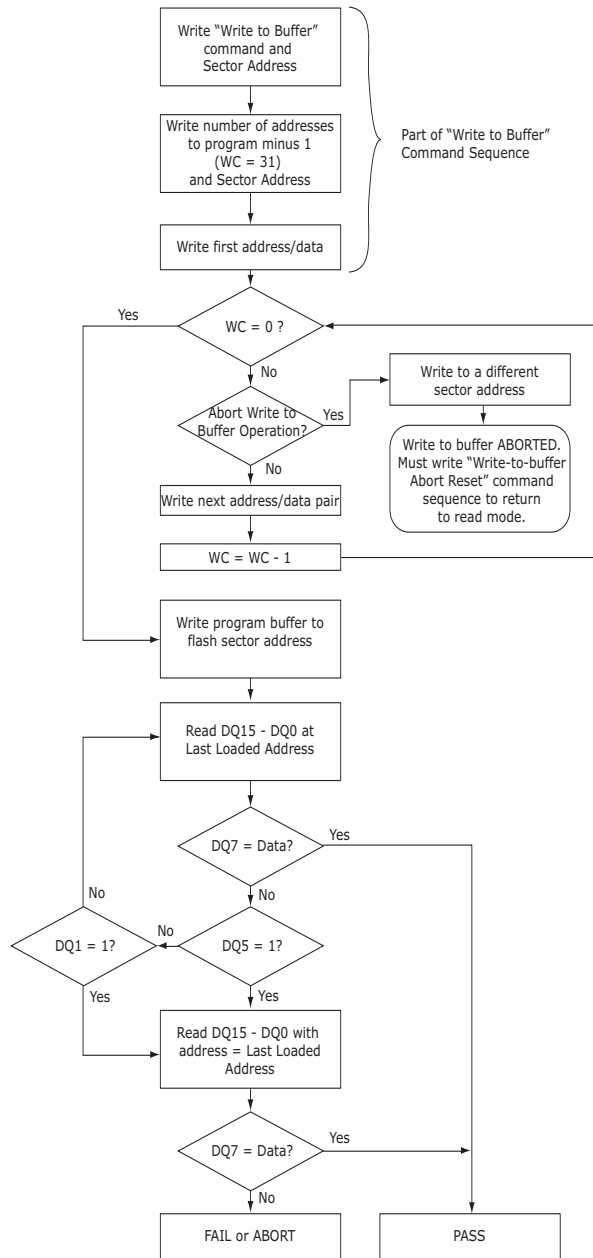 Write “Write to Buffer”
command and
Sector Address
Write number of addresses
to program minus 1
(WC = 31)
and Sector Address
Part of “Write to Buffer”
Command Sequence
Write first address/data
Yes
WC = 0 ?
No
Write to a different
sector address
Abort Write to
Buffer Operation?
Yes
No
Write to buffer ABORTED.
Must write “Write-to-buffer
Abort Reset” command
sequence to return
to read mode.
Write next address/data pair
WC = WC - 1
Write program buffer to
flash sector address
Read DQ15 - DQ0 at
Last Loaded Address
DQ7 = Data?
Yes
No
No
DQ1 = 1?
No
DQ5 = 1?
Yes
Yes
Read DQ15 - DQ0 with
address = Last Loaded
Address
DQ7 = Data?
Yes
No
FAIL or ABORT
PASS